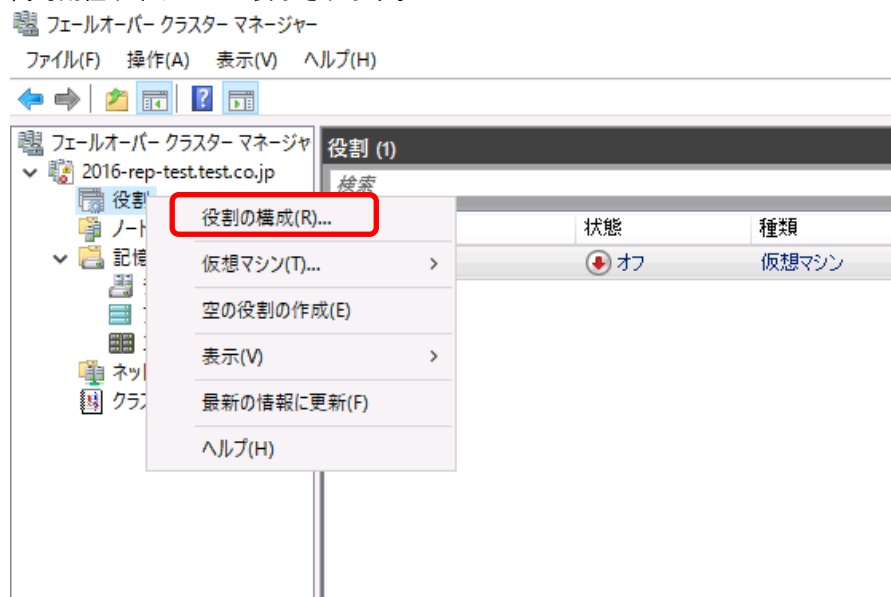 フェールオーバー クラスター マネージャー
ファイル(F) 操作(A) 表示(V) ヘルプ(H)
フェールオーバー クラスター マネージャ
役割 (1)
2016-rep-test.test.co.jp
検索
役割
役割の構成(R)...
状態 種類
仮想マシン(T)...
オフ 仮想マシン
空の役割の作成(E)
表示(V)
最新の情報に更新(F)
ヘルプ(H)